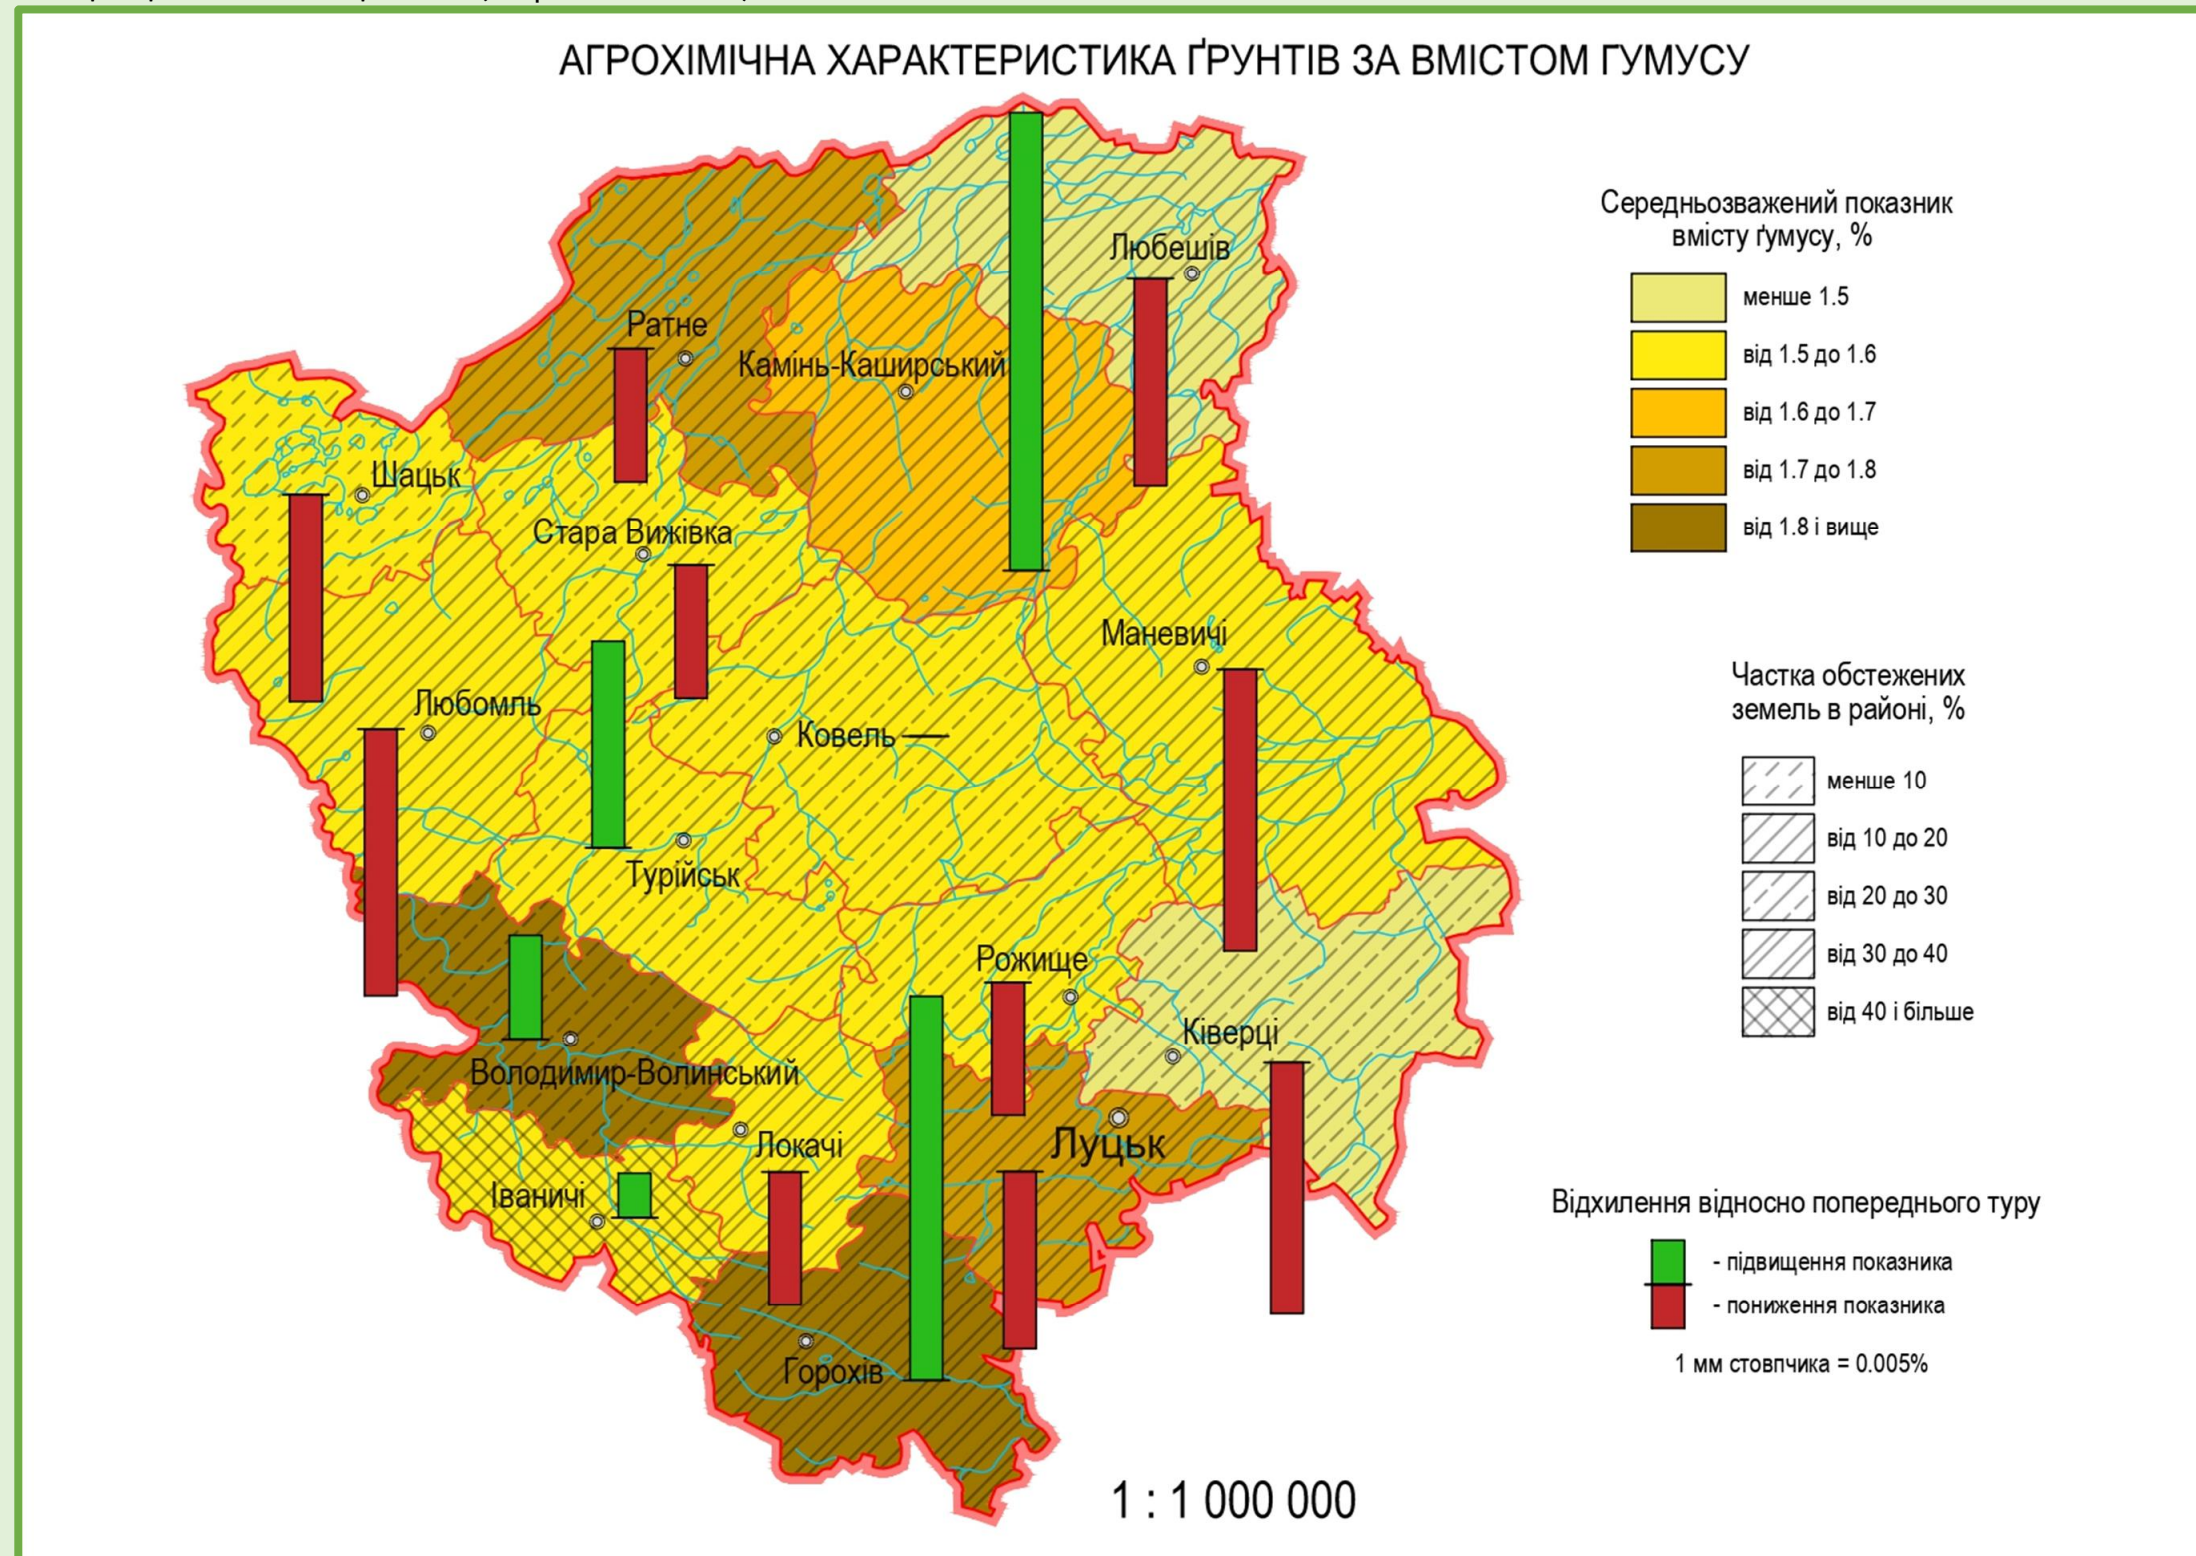 АГРОХІМІЧНА ХАРАКТЕРИСТИКА ҐРУНТІВ ЗА ВМІСТОМ ГУМУСУ
Любешів
Ратне
Камінь-Каширський
Шацьк
Стара Вижівка
Маневичі
Любомль
Ковель
Турійськ
Рожище
Ківерці
Володимир-Волинський
Луцьк
Локачі
Іваничі
Горохів
1 : 1 000 000
Середньозважений показник
вмісту ґумусу, %
менше 1.5
від 1.5 до 1.6
від 1.6 до 1.7
від 1.7 до 1.8
від 1.8 і вище
Частка обстежених
земель в районі, %
менше 10
від 10 до 20
від 20 до 30
від 30 до 40
від 40 і більше
Відхилення відносно попереднього туру
- підвищення показника
- пониження показника
1 мм стовпчика = 0.005%